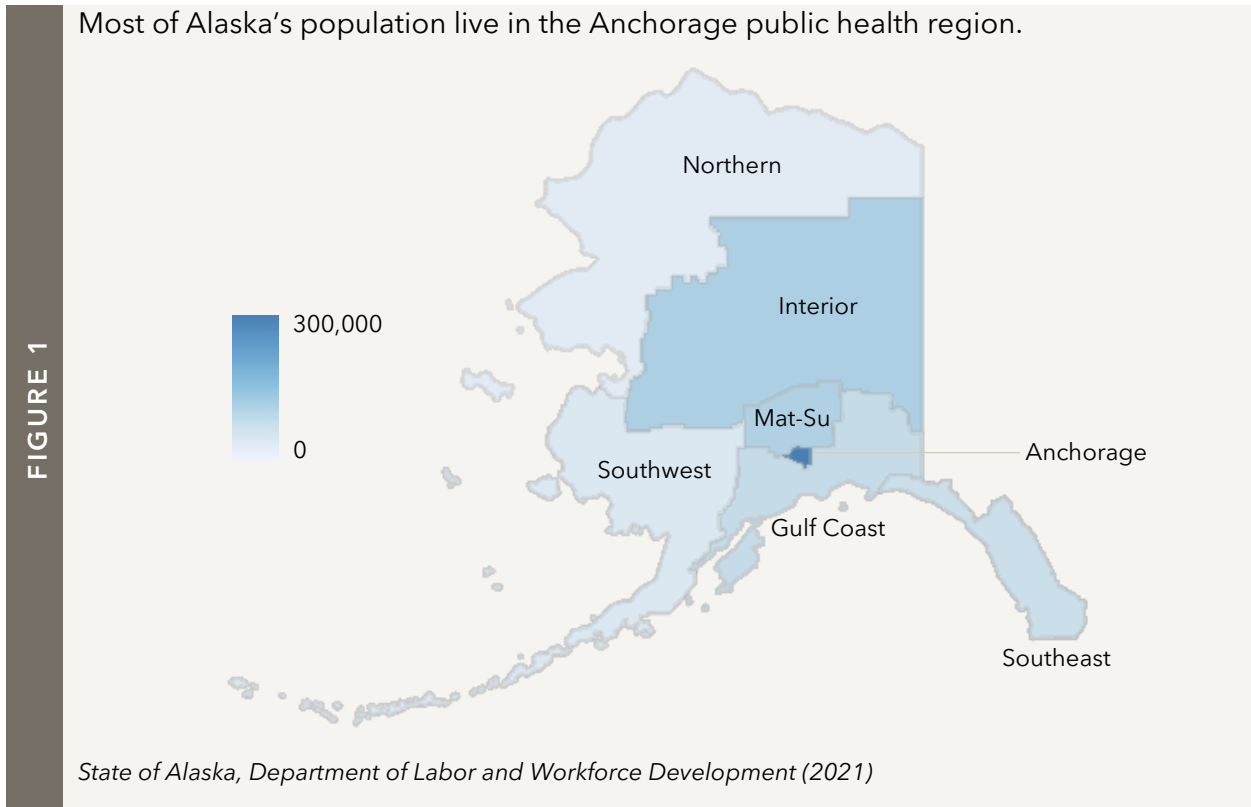 Most of Alaska’s population live in the Anchorage public health region.
FIGURE 1
Northern
Interior
300,000
0
Mat-Su
Anchorage
Southwest
Gulf Coast
Southeast
State of Alaska, Department of Labor and Workforce Development (2021)